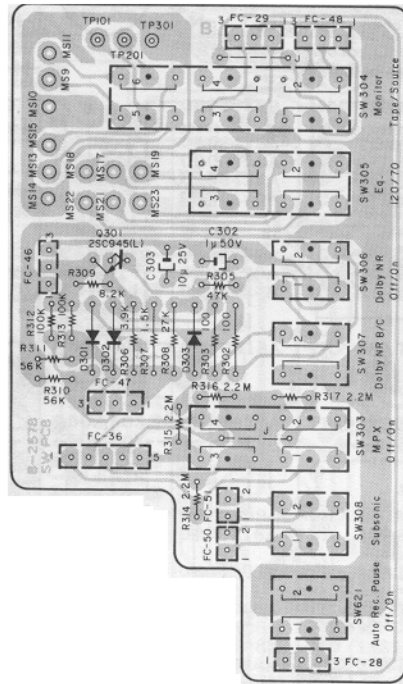 TP101
TP301
TP201
B
3 FC-29 1
3 FC-48 1
MS11
MS9
MS10
MS15
MS13
MS14
MS18
MS17
MS19
MS22
MS21
MS23
J
6
5
4
3
2
1
SW304
Monitor
Tape/Source
4
3
2
1
SW305
Eq.
120/70
FC-46
3
1
Q301
2SC945(L)
C303
10μ 25V
C302
1μ 50V
R309
8.2K
R305
47K
2
1
SW306
Dolby NR
Off/On
R312
100K
R313
100K
R311
56K
R310
56K
D301
D302
R306
3.9K
R307
1.5K
R308
27K
D303
R303
100
R302
100
2
1
SW307
Dolby NR B/C
FC-47
3
1
R316 2.2M
R317 2.2M
R315 2.2M
4
3
2
1
J
SW303
MPX
Off/On
B-2578
SW PCB
FC-36
1
5
R314 2.2M
FC-51
2
1
FC-50
2
1
2
1
SW308
Subsonic
2
1
SW621
Auto Rec. Pause
Off/On
1
3 FC-28